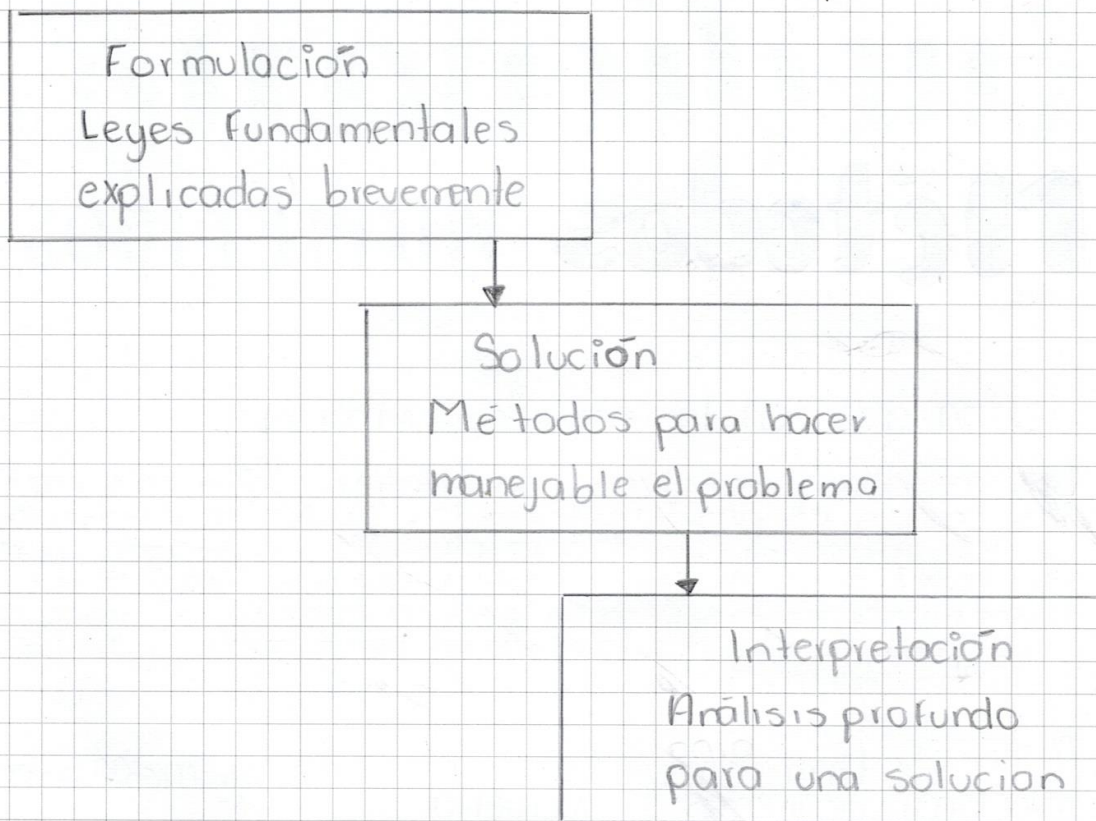 Formulación
Leyes fundamentales
explicadas brevemente
Solución
Métodos para hacer
manejable el problema
Interpretación
Análisis profundo
para una solucion